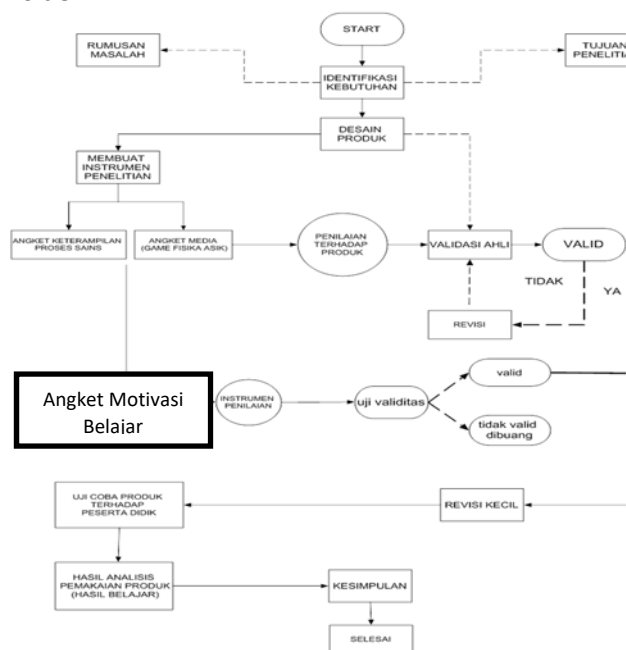 START
RUMUSAN
MASALAH
TUJUAN
PENELITIAN
IDENTIFIKASI
KEBUTUHAN
DESAIN
PRODUK
MEMBUAT
INSTRUMEN
PENELITIAN
ANGKET KETERAMPILAN
PROSES SAINS
ANGKET MEDIA
(GAME FISIKA ASIK)
PENILAIAN
TERHADAP
PRODUK
VALIDASI AHLI
VALID
TIDAK
YA
REVISI
Angket Motivasi
Belajar
INSTRUMEN
PENILAIAN
uji validitas
valid
tidak valid
dibuang
UJI COBA PRODUK
TERHADAP
PESERTA DIDIK
REVISI KECIL
HASIL ANALISIS
PEMAKAIAN PRODUK
(HASIL BELAJAR)
KESIMPULAN
SELESAI